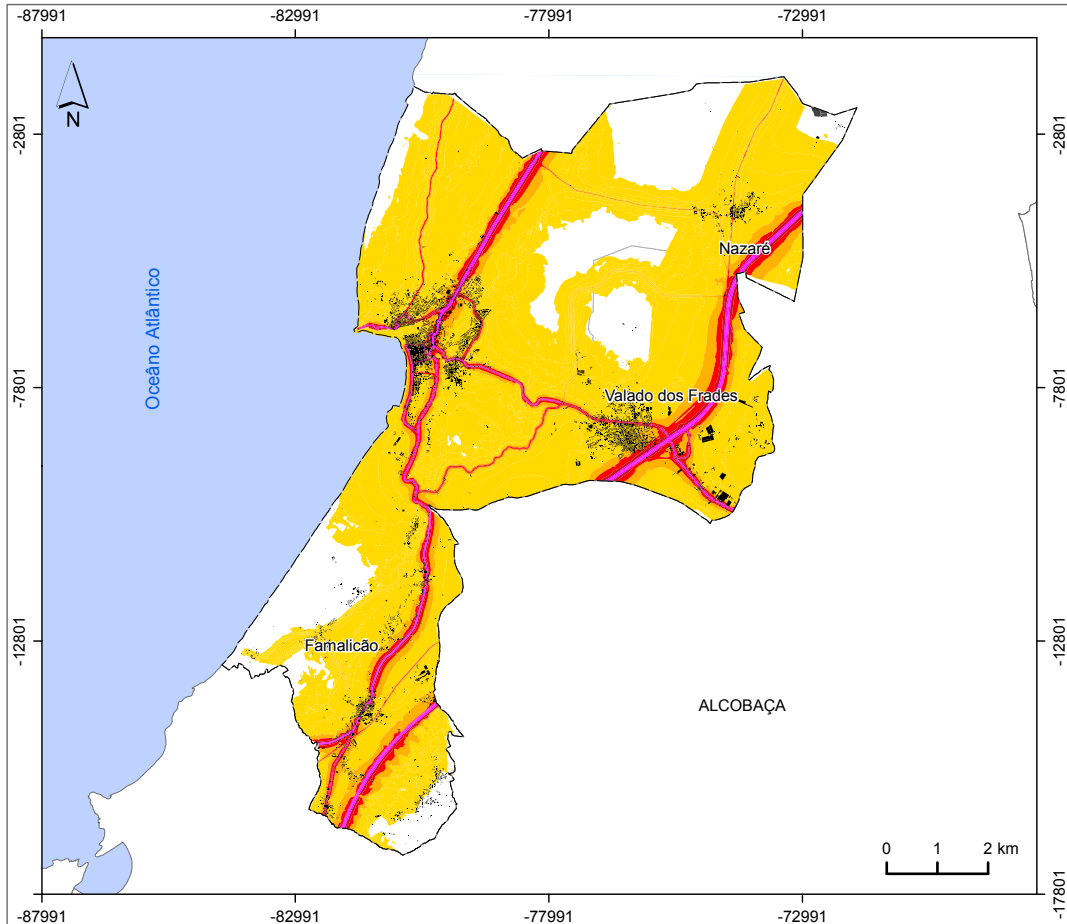 -87991 -82991 -77991 -72991
N
-2801 -2801
Nazaré
Oceâno Atlântico
-7801 -7801
Valado dos Frades
-12801 -12801
Famalicão
ALCOBAÇA
0 1 2 km
-17801 -17801
-87991 -82991 -77991 -72991